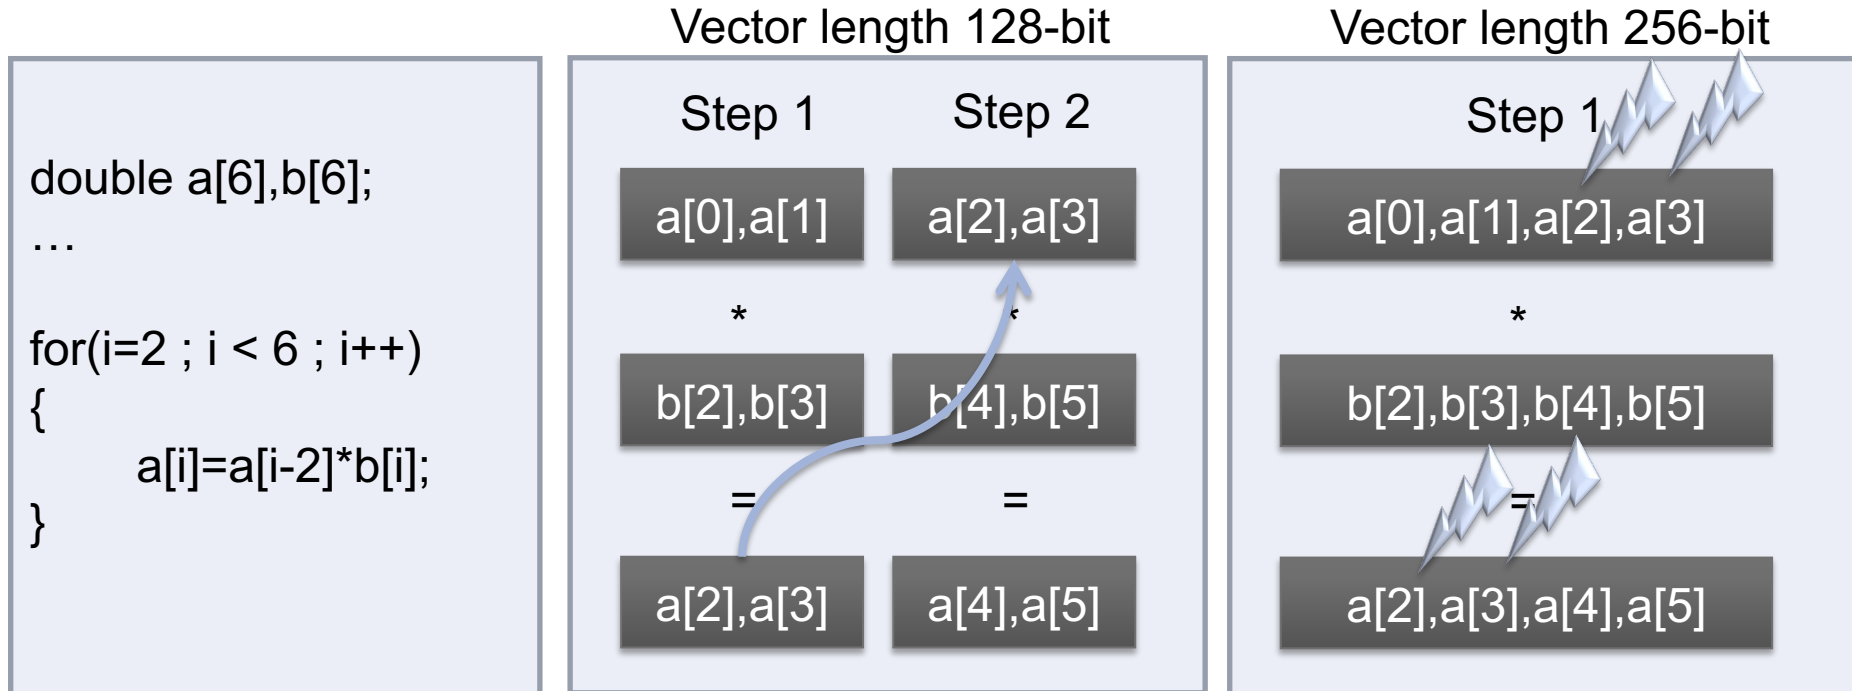 Vector length 128-bit
Vector length 256-bit
double a[6],b[6];
…
for(i=2 ; i < 6 ; i++)
{
a[i]=a[i-2]*b[i];
}
Step 1
Step 2
a[0],a[1]
a[2],a[3]
*
*
b[2],b[3]
b[4],b[5]
=
=
a[2],a[3]
a[4],a[5]
Step 1
a[0],a[1],a[2],a[3]
*
b[2],b[3],b[4],b[5]
=
a[2],a[3],a[4],a[5]